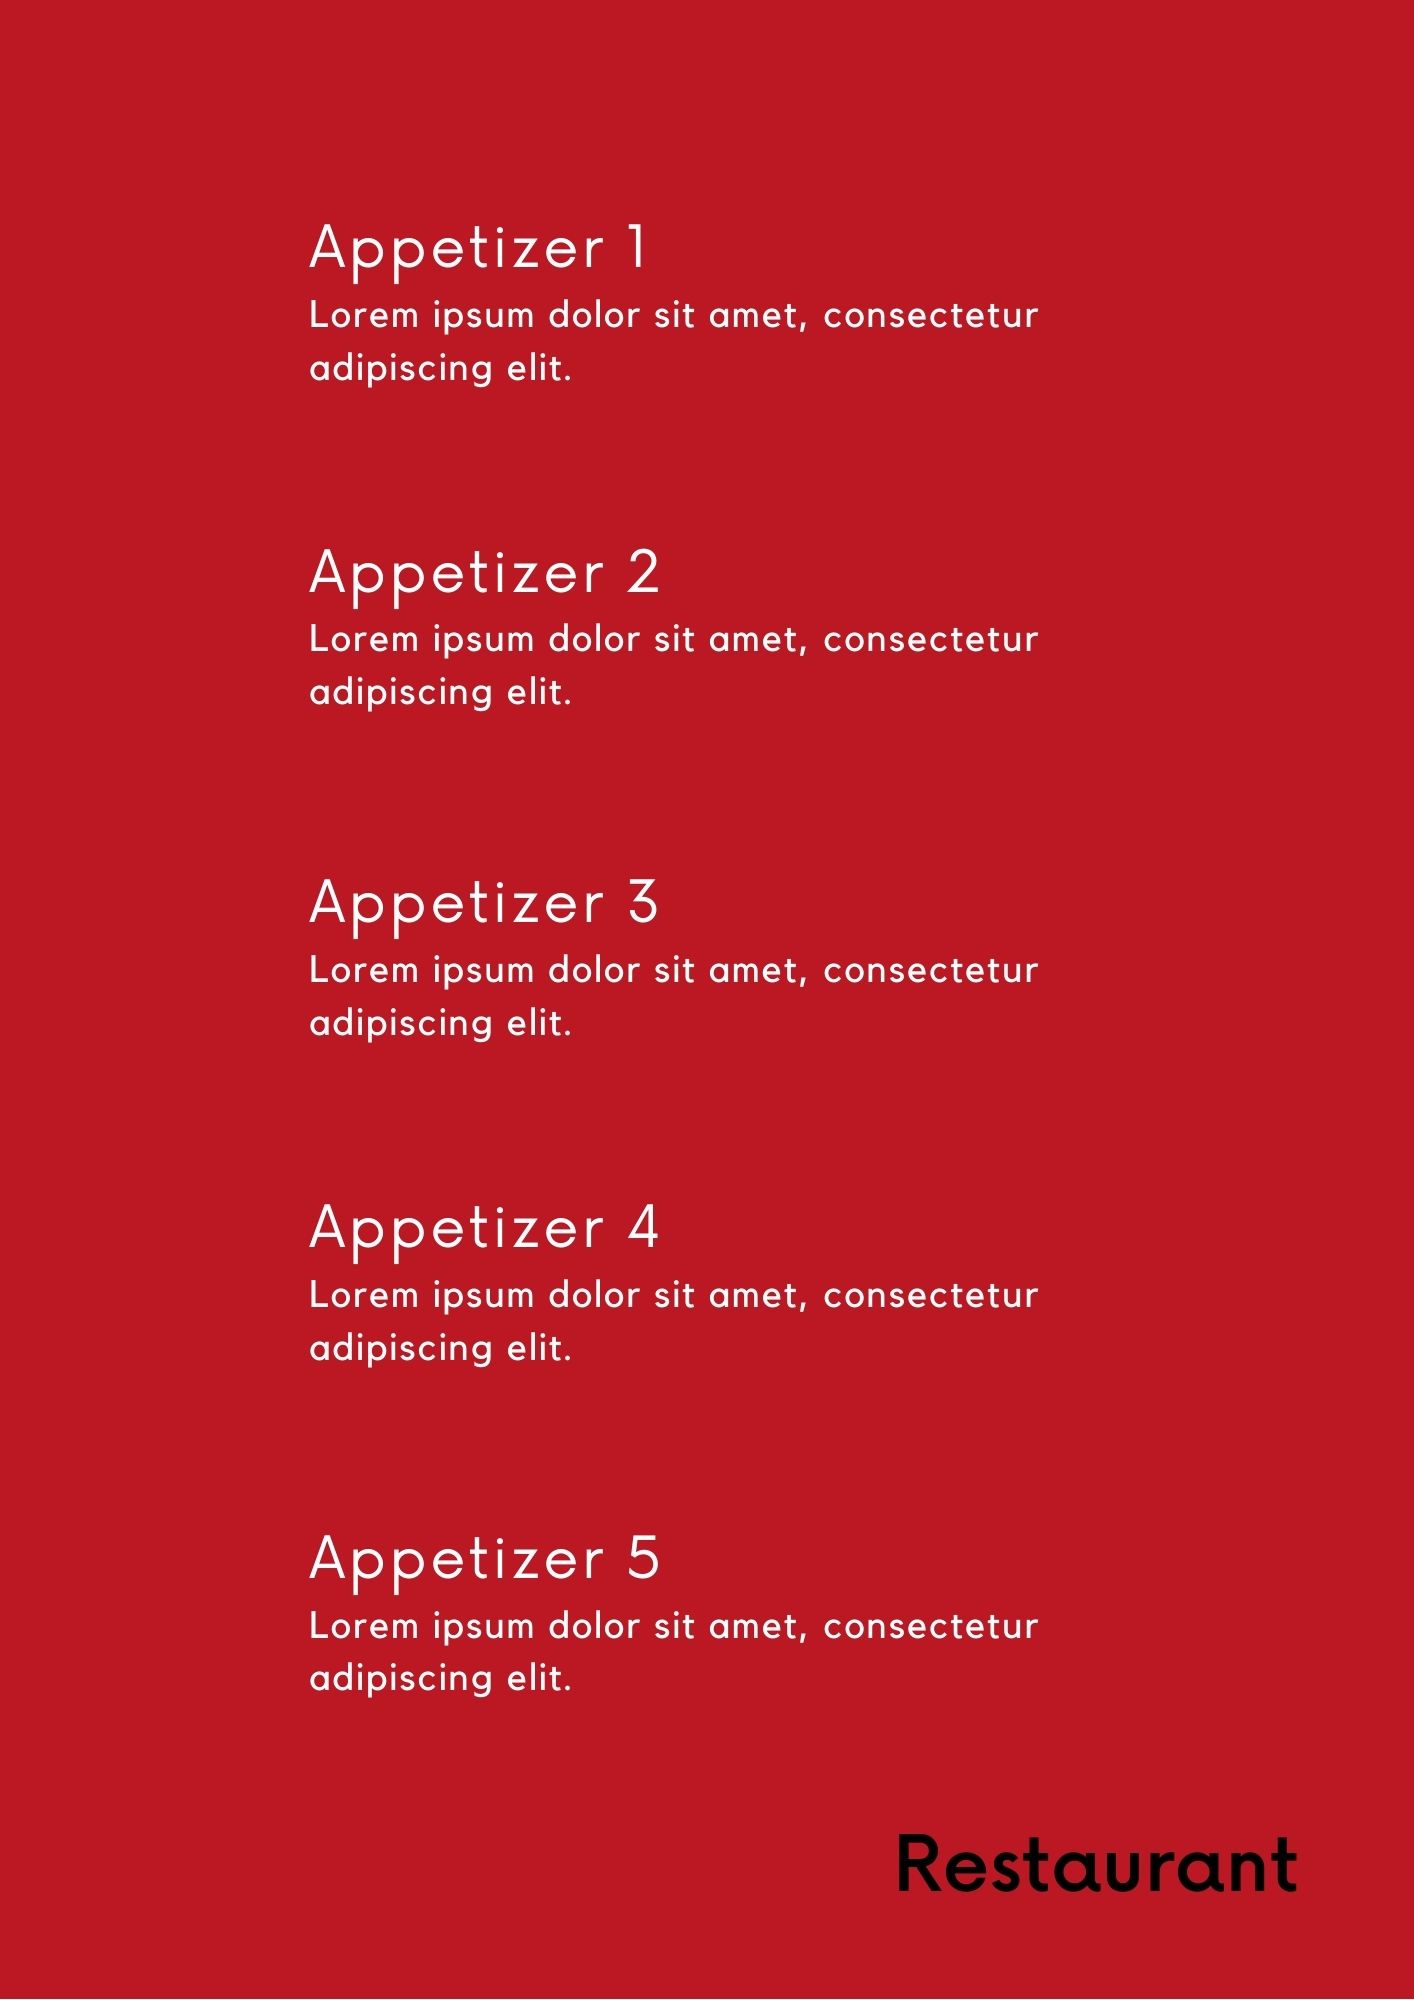 Appetizer 1
Lorem ipsum dolor sit amet, consectetur
adipiscing elit.
Appetizer 2
Lorem ipsum dolor sit amet, consectetur
adipiscing elit.
Appetizer 3
Lorem ipsum dolor sit amet, consectetur
adipiscing elit.
Appetizer 4
Lorem ipsum dolor sit amet, consectetur
adipiscing elit.
Appetizer 5
Lorem ipsum dolor sit amet, consectetur
adipiscing elit.
Restaurant